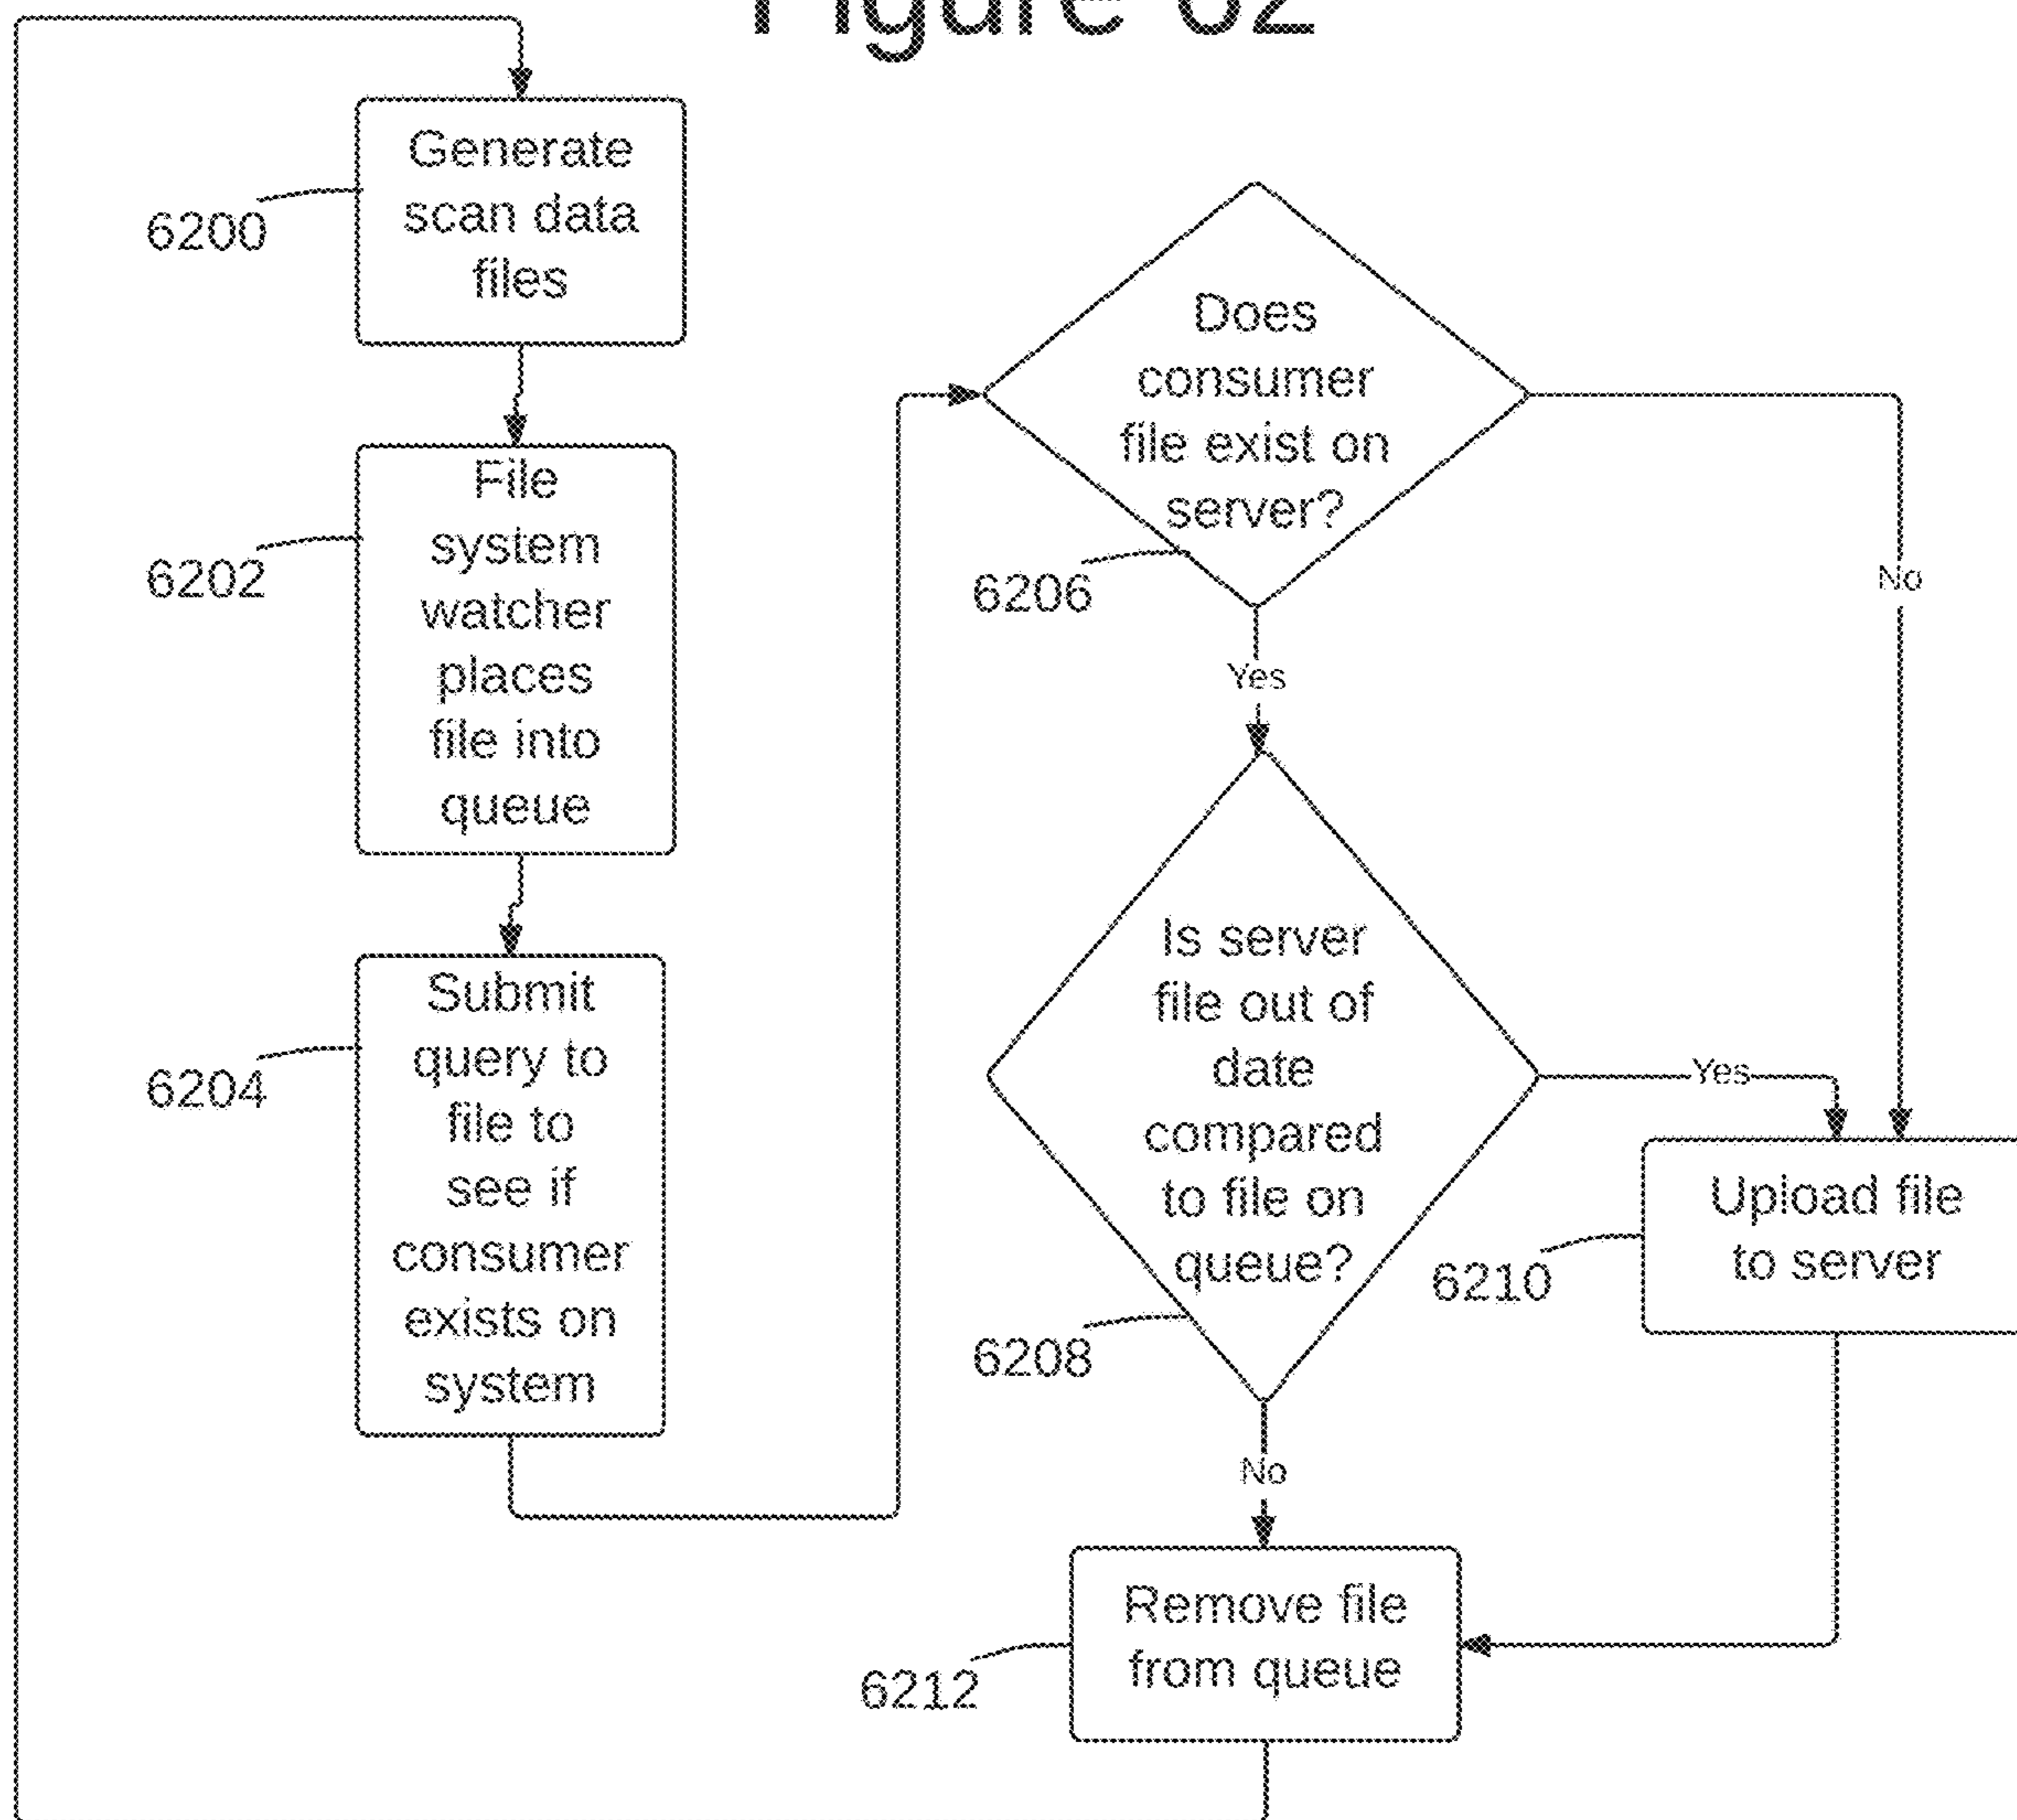 Figure 62
Generate
scan data
files
6200
File
system
watcher
places
file into
queue
6202
Submit
query to
file to
see if
consumer
exists on
system
6204
Does
consumer
file exist on
server?
6206
No
Yes
Is server
file out of
date
compared
to file on
queue?
6208
Yes
Upload file
to server
6210
No
Remove file
from queue
6212